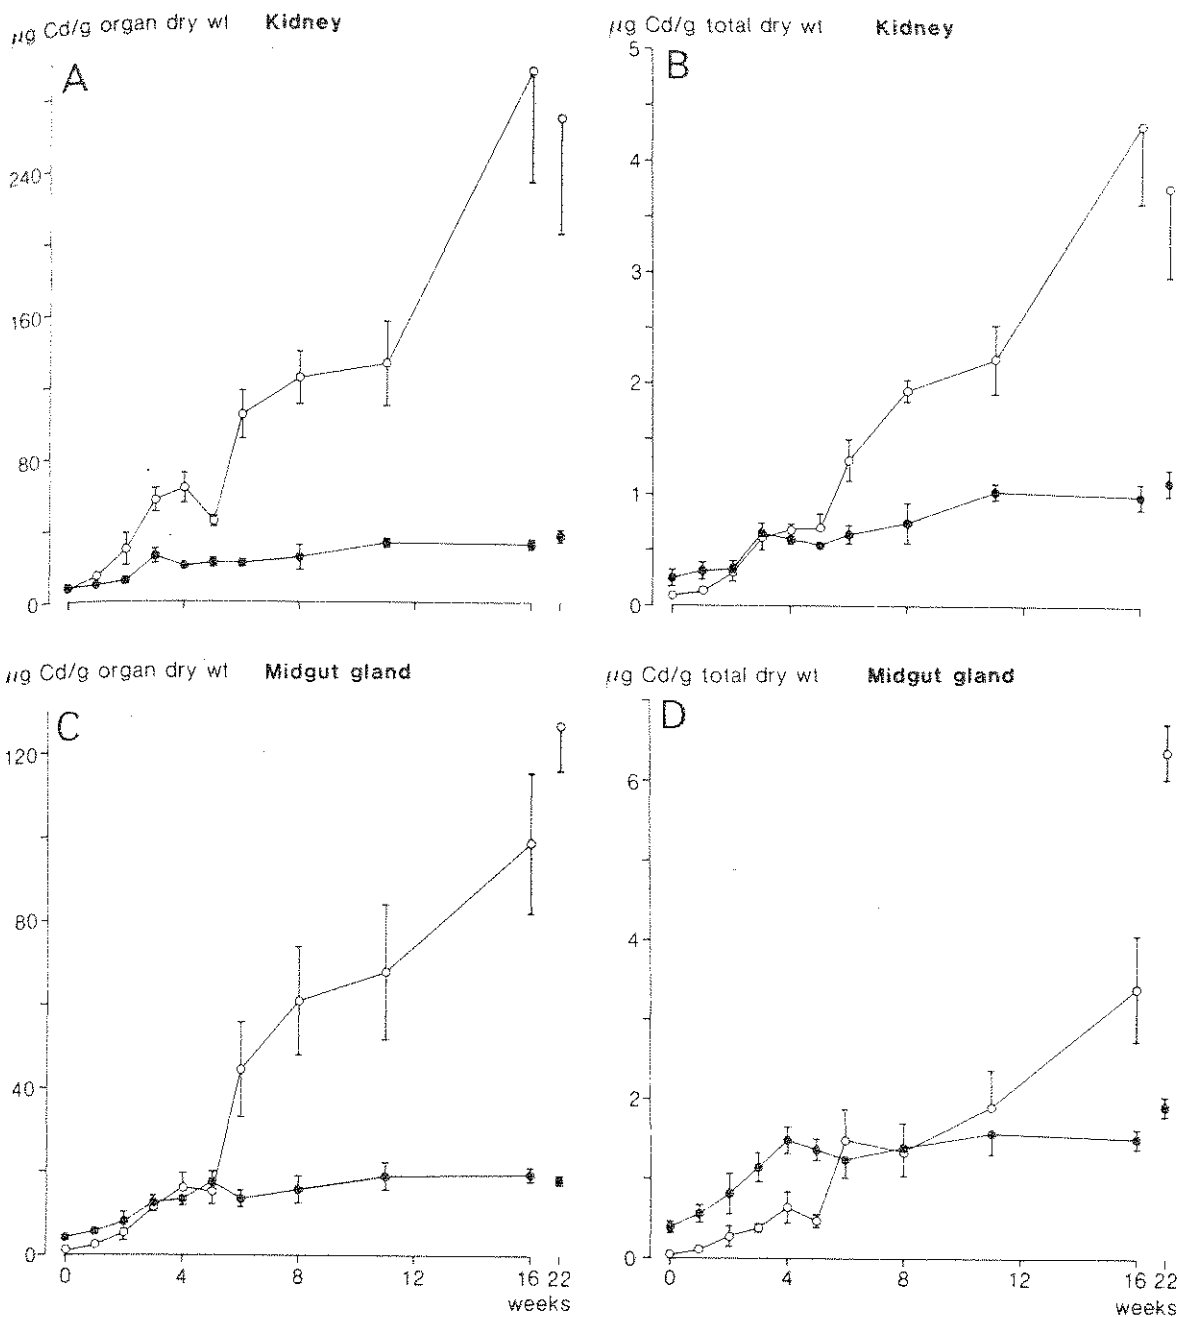 μg Cd/g organ dry wt Kidney
A
240
160
80
0
μg Cd/g total dry wt Kidney
B
5
4
3
2
1
0
μg Cd/g organ dry wt Midgut gland
C
120
80
40
0
0 4 8 12 16 22
weeks
μg Cd/g total dry wt Midgut gland
D
6
4
2
0
0 4 8 12 16 22
weeks